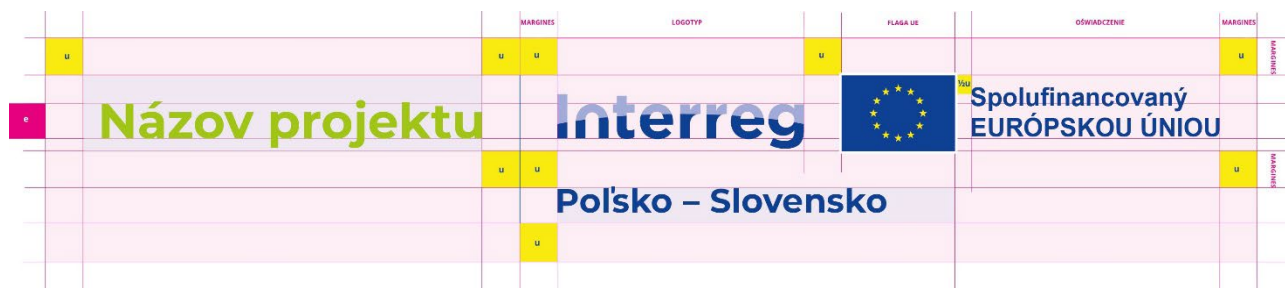 MARGINES LOGOTYP FLAGA UE OŚWIADCZENIE MARGINES
u u u u u MARGINES
½u
e Názov projektu Interreg Spolufinancovaný
EURÓPSKOU ÚNIOU
u u u MARGINES
Poľsko – Slovensko
u